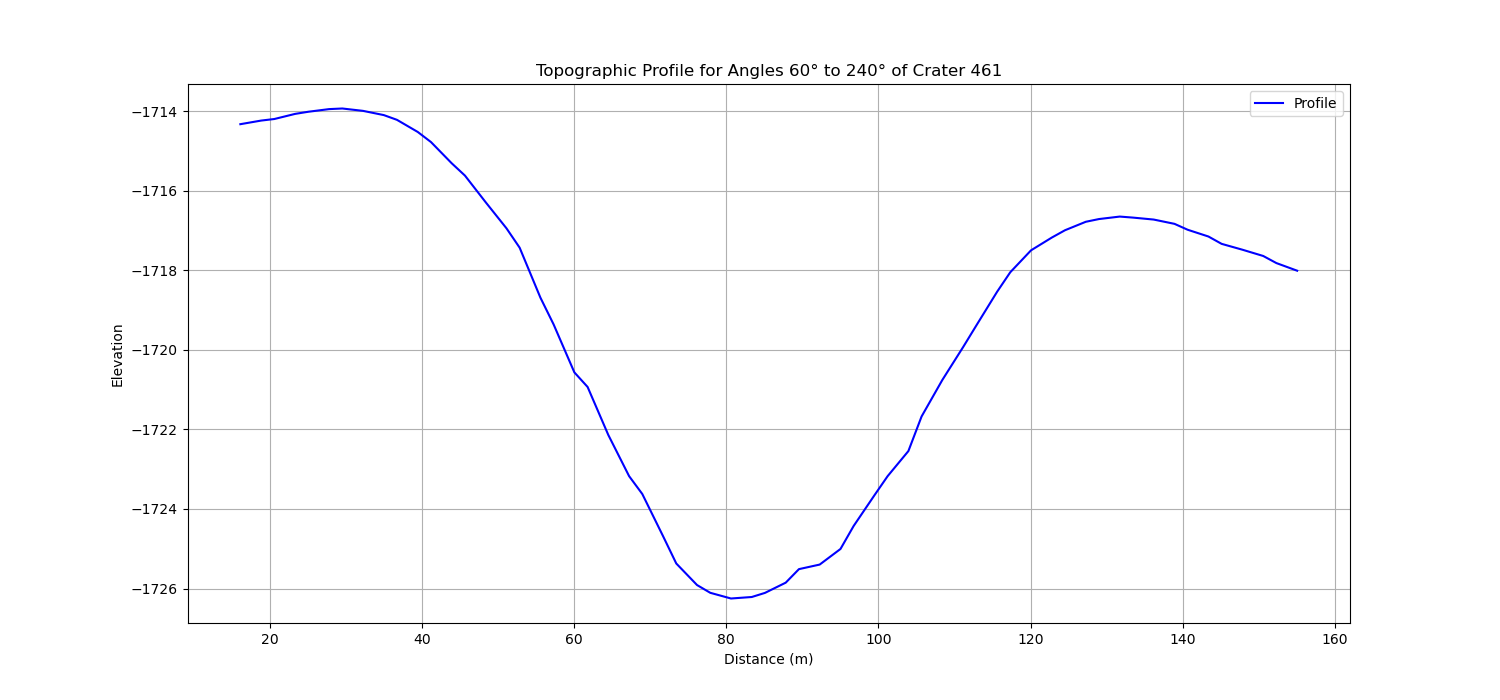 Topographic Profile for Angles 60° to 240° of Crater 461
Profile
−1714
−1716
−1718
−1720
−1722
−1724
−1726
Elevation
20 40 60 80 100 120 140 160
Distance (m)